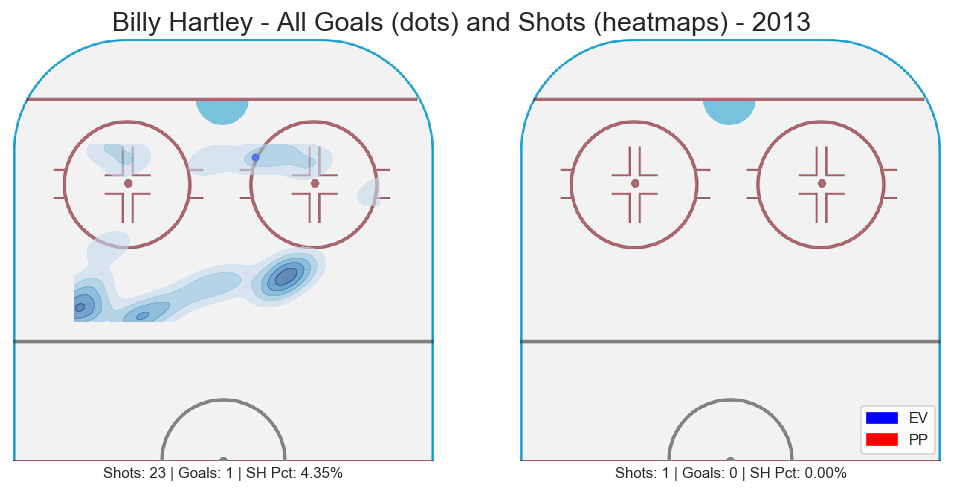 Billy Hartley - All Goals (dots) and Shots (heatmaps) - 2013
EV
PP
Shots: 23 | Goals: 1 | SH Pct: 4.35%
Shots: 1 | Goals: 0 | SH Pct: 0.00%